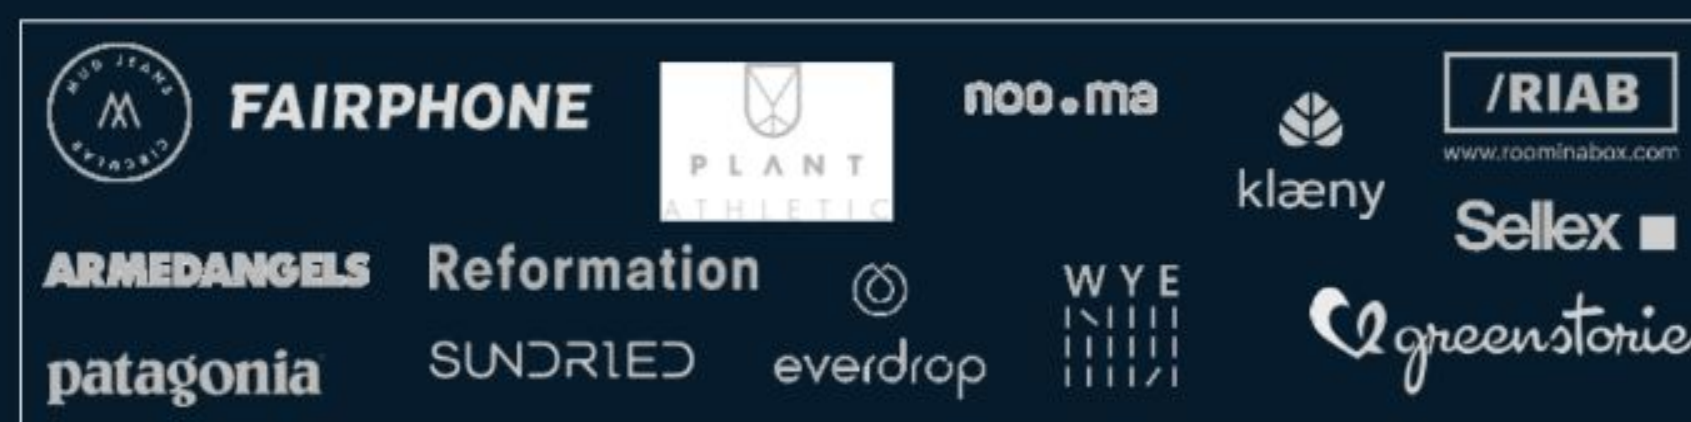 MUD JEANS
CIRCULAR
FAIRPHONE
PLANT
ATHLETIC
noo.ma
klæny
/RIAB
www.roominabox.com
Sellex
ARMEDANGELS
Reformation
WYE
patagonia
SUNDRIED
everdrop
greenstorie